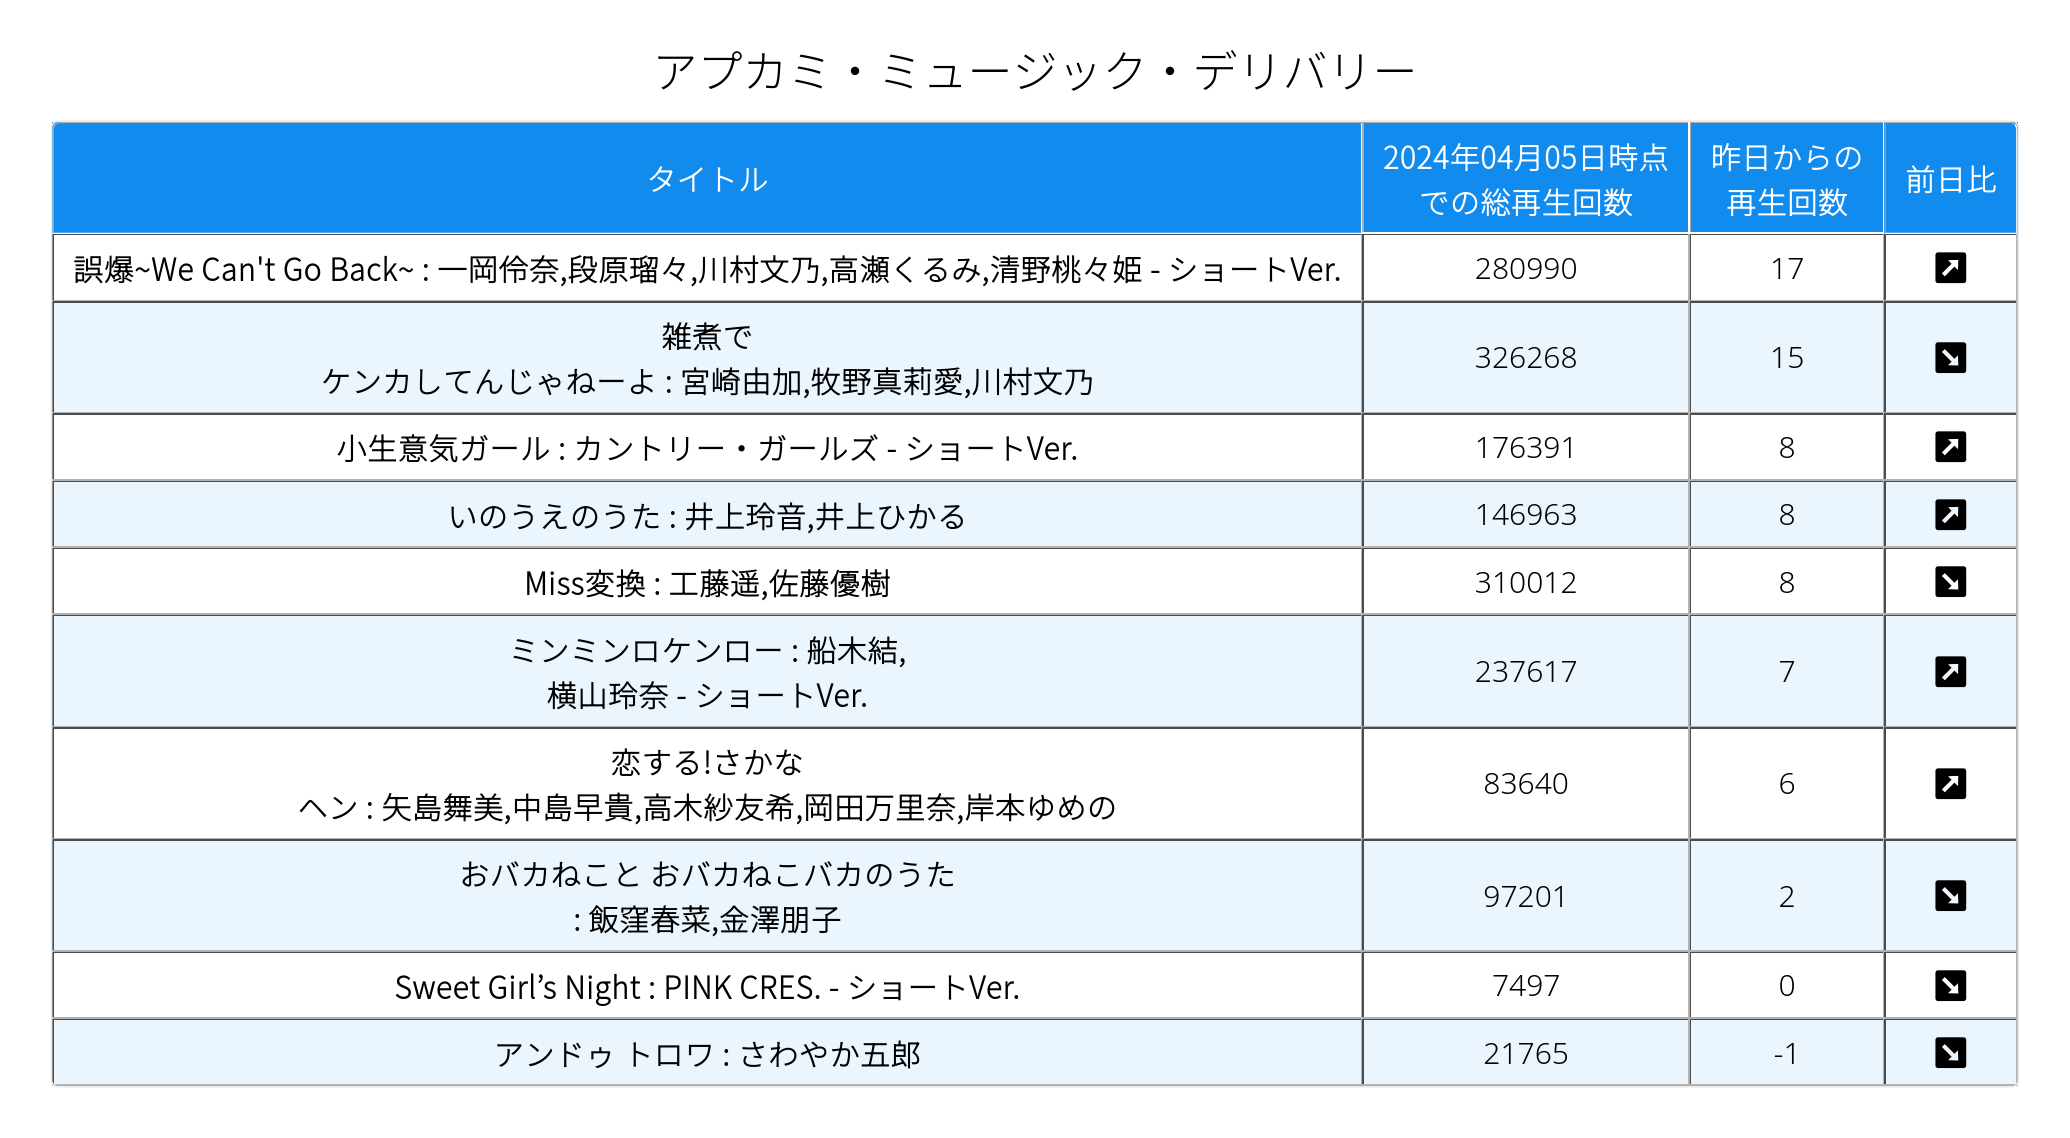 アプカミ・ミュージック・デリバリー
タイトル
2024年04月05日時点
での総再生回数
昨日からの
再生回数
前日比
誤爆~We Can't Go Back~ : 一岡伶奈,段原瑠々,川村文乃,高瀬くるみ,清野桃々姫 - ショートVer.
280990
17
雑煮で
ケンカしてんじゃねーよ : 宮崎由加,牧野真莉愛,川村文乃
326268
15
小生意気ガール : カントリー・ガールズ - ショートVer.
176391
8
いのうえのうた : 井上玲音,井上ひかる
146963
8
Miss変換 : 工藤遥,佐藤優樹
310012
8
ミンミンロケンロー : 船木結,
横山玲奈 - ショートVer.
237617
7
恋する!さかな
ヘン : 矢島舞美,中島早貴,高木紗友希,岡田万里奈,岸本ゆめの
83640
6
おバカねこと おバカねこバカのうた
: 飯窪春菜,金澤朋子
97201
2
Sweet Girl’s Night : PINK CRES. - ショートVer.
7497
0
アンドゥ トロワ : さわやか五郎
21765
-1